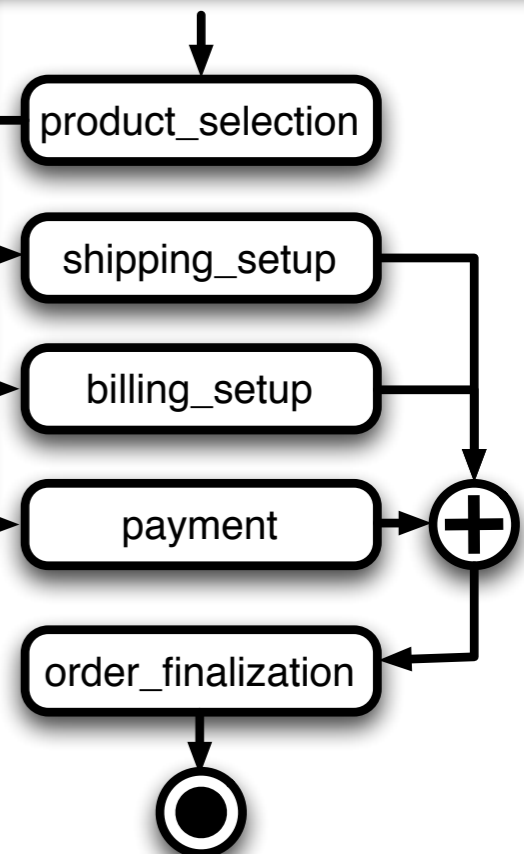 product_selection
shipping_setup
billing_setup
payment
order_finalization